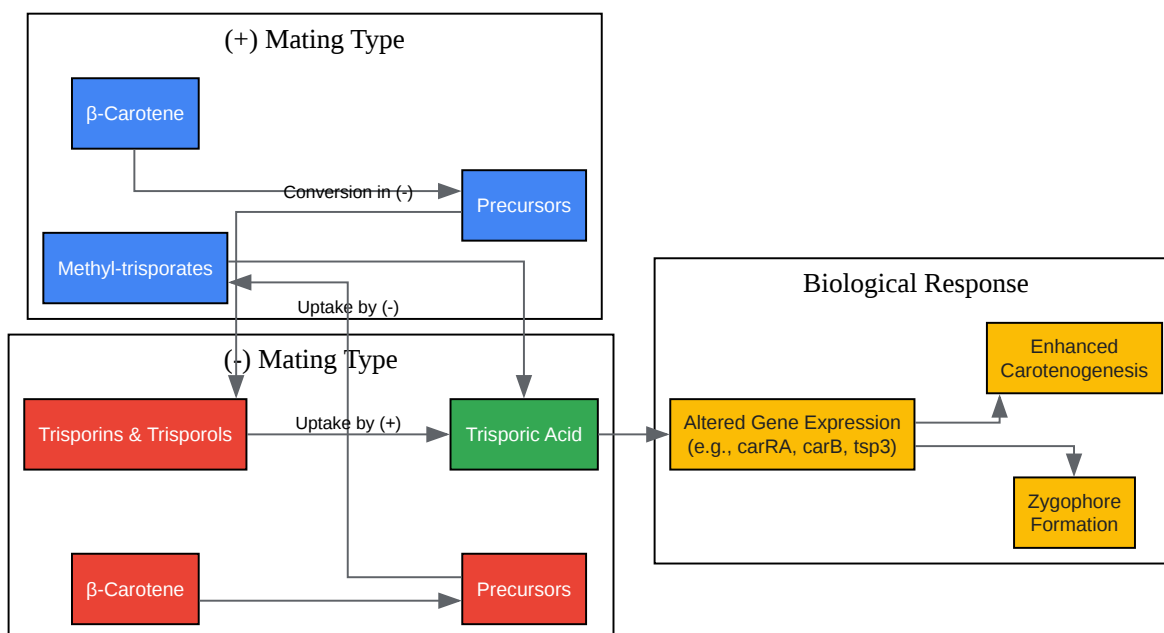 (+) Mating Type
β-Carotene
Conversion in (-)
Precursors
Methyl-trisporates
Uptake by (-)
(-) Mating Type
Trisporins & Trisporols
Uptake by (+)
Trisporic Acid
β-Carotene
Precursors
Biological Response
Enhanced
Carotenogenesis
Altered Gene Expression
(e.g., carRA, carB, tsp3)
Zygophore
Formation